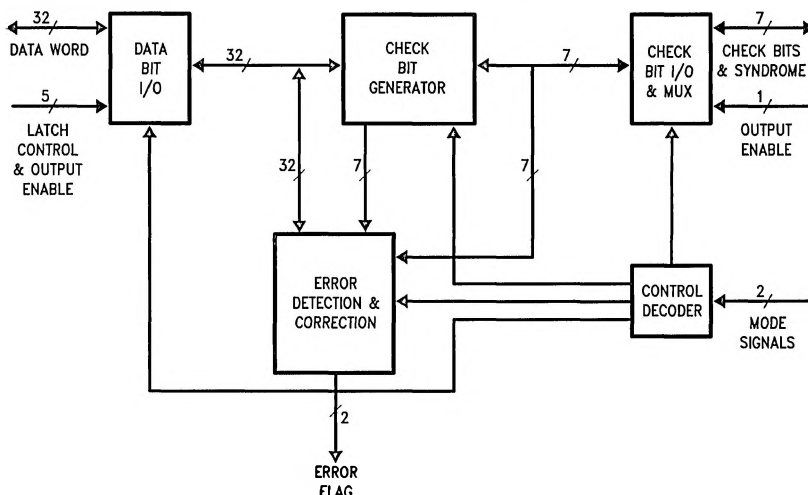 32
DATA WORD
5
LATCH
CONTROL
& OUTPUT
ENABLE
DATA
BIT
I/O
32
CHECK
BIT
GENERATOR
7
CHECK
BIT I/O
& MUX
7
CHECK BITS
& SYNDROME
1
OUTPUT
ENABLE
32
7
7
ERROR
DETECTION &
CORRECTION
CONTROL
DECODER
2
MODE
SIGNALS
2
ERROR
FLAG